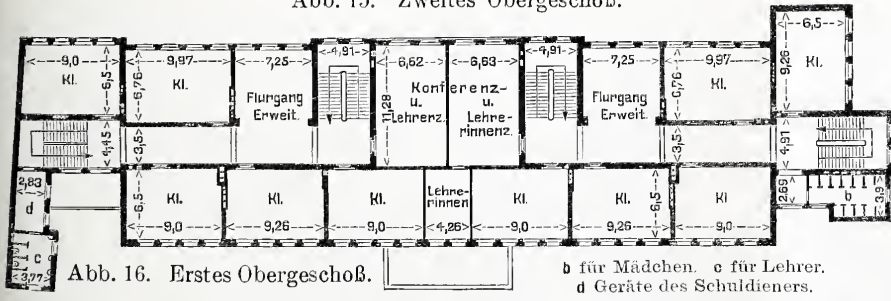 Abb. 15. Zweites Obergeschoß.
9,0
Kl.
6,5
9,97
Kl.
6,76
7,25
Flurgang
Erweit.
4,91
6,62
6,63
Konferenz-
u.
Lehrerz.
u.
Lehre-
rinnenz.
11,28
4,91
7,25
Flurgang
Erweit.
9,97
Kl.
6,76
6,5
9,26
Kl.
4,45
3,5
3,5
4,91
2,83
d
c
3,77
6,5
Kl.
9,0
Kl.
9,26
Kl.
9,0
Lehre-
rinnen
4,26
Kl.
9,0
Kl.
9,26
6,5
Kl
9,0
2,69
b
3,9
Abb. 16. Erstes Obergeschoß.
b für Mädchen. c für Lehrer.
d Geräte des Schuldieners.